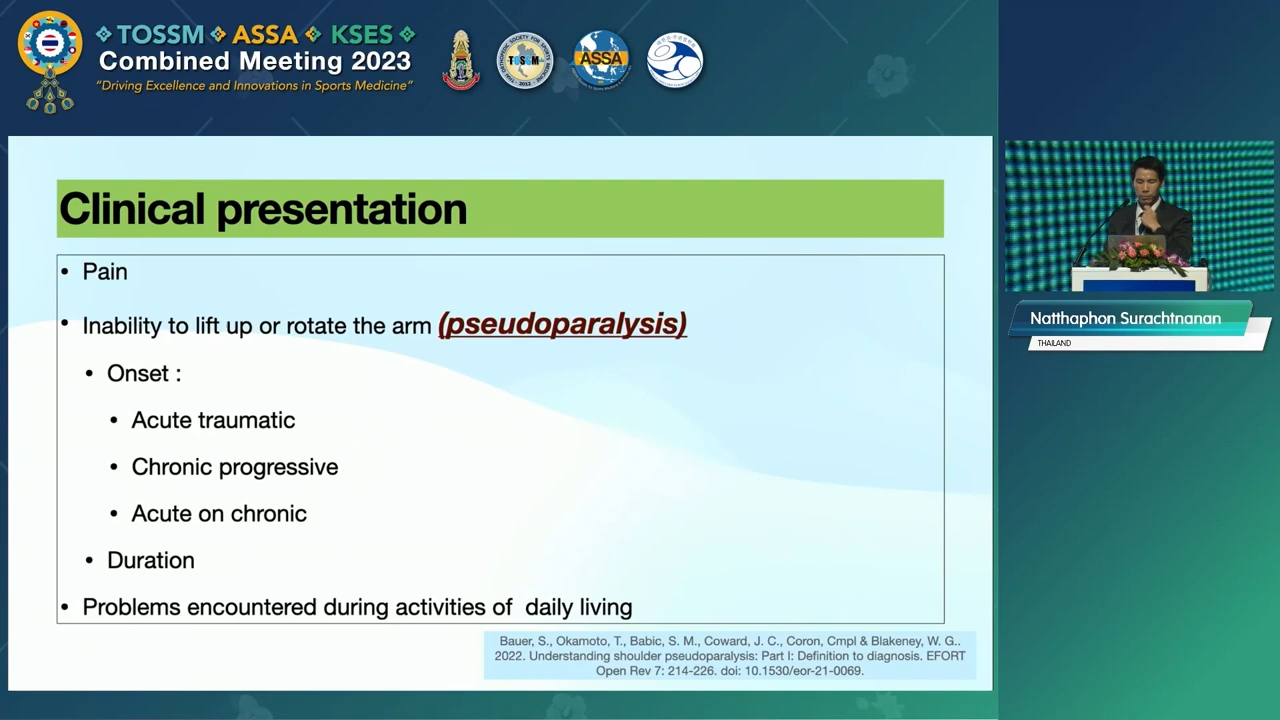 TOSSM ASSA KSES
Combined Meeting 2023
“Driving Excellence and Innovations in Sports Medicine”
TOSSM
ASSA
Clinical presentation
• Pain
• Inability to lift up or rotate the arm (pseudoparalysis)
• Onset :
• Acute traumatic
• Chronic progressive
• Acute on chronic
• Duration
• Problems encountered during activities of daily living
Bauer, S., Okamoto, T., Babic, S. M., Coward, J. C., Coron, Cmpl & Blakeney, W. G..
2022. Understanding shoulder pseudoparalysis: Part I: Definition to diagnosis. EFORT
Open Rev 7: 214-226. doi: 10.1530/eor-21-0069.
Natthaphon Surachtnanan
THAILAND